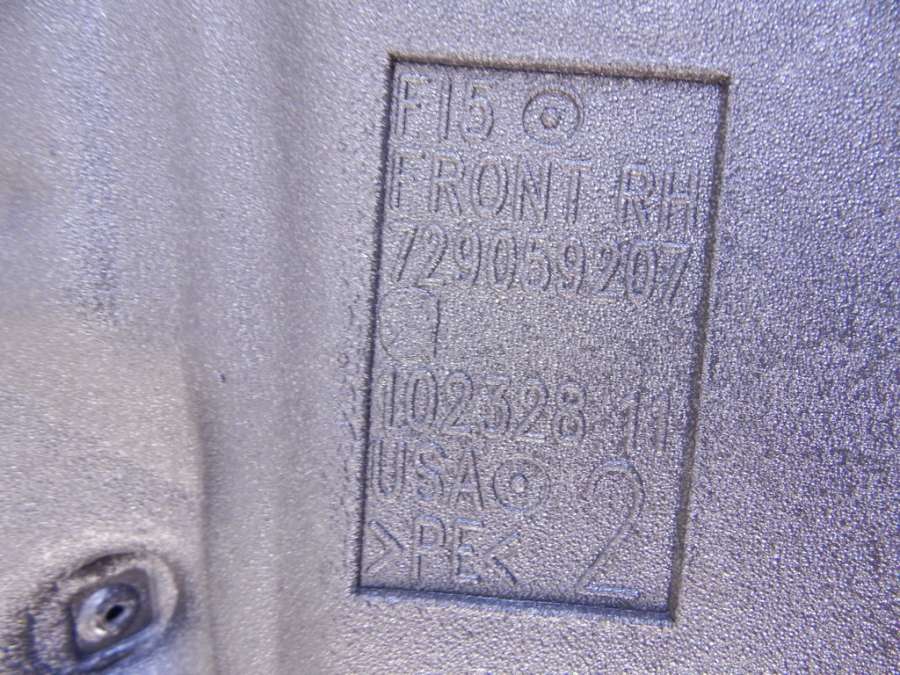 F15
FRONT RH
729059207
102328 11
USA 2
>PE<